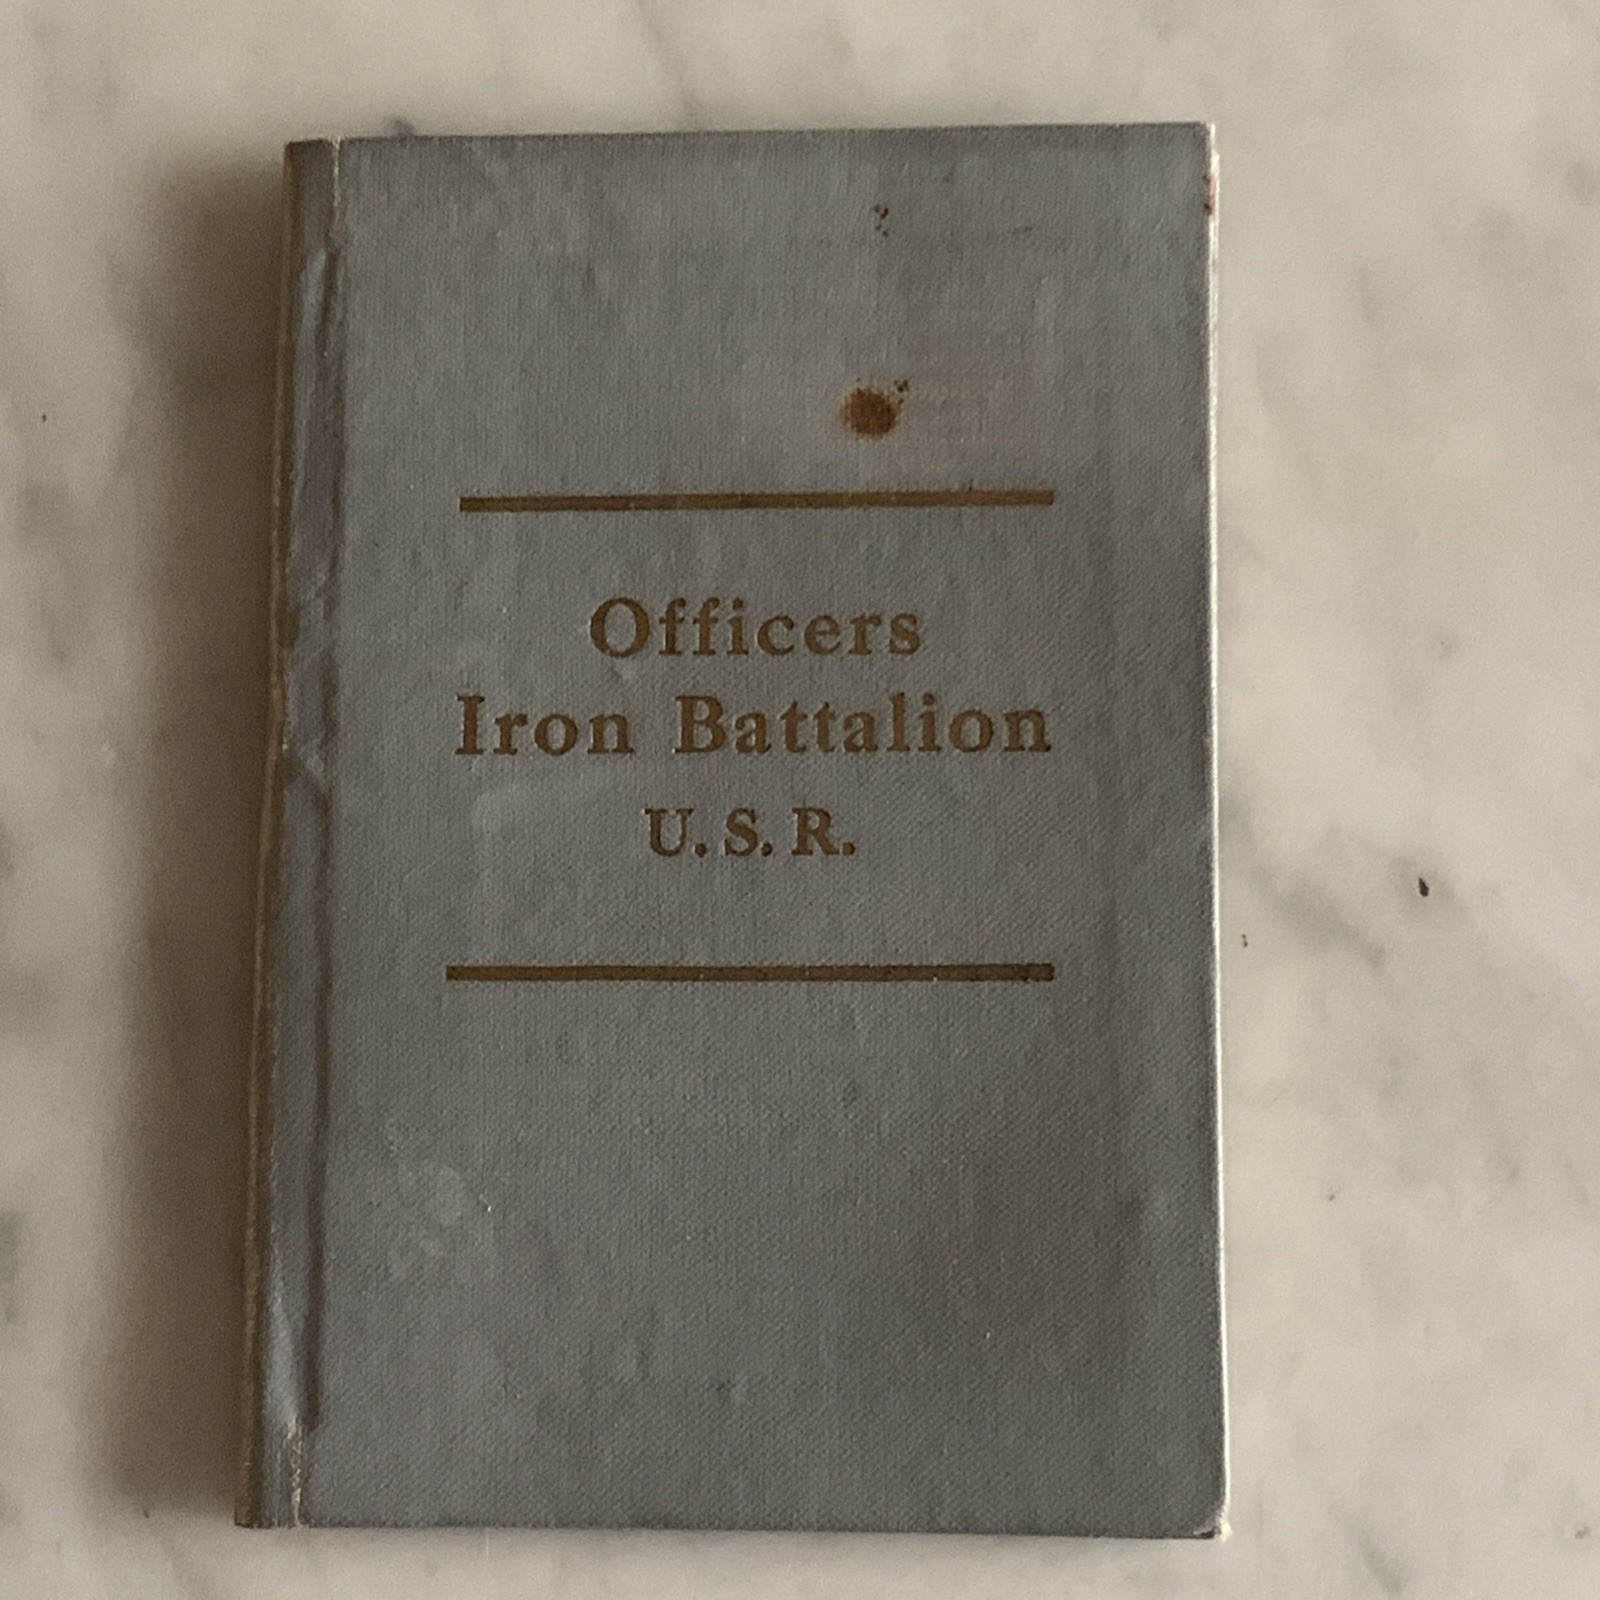 Officers
Iron Battalion
U. S. R.